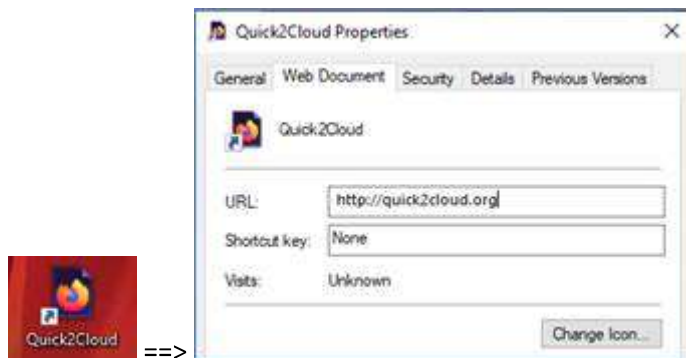 Quick2Cloud Properties
General Web Document Security Details Previous Versions
Quick2Cloud
URL: http://quick2cloud.org
Shortcut key: None
Visits: Unknown
Change Icon...
Quick2Cloud ==>